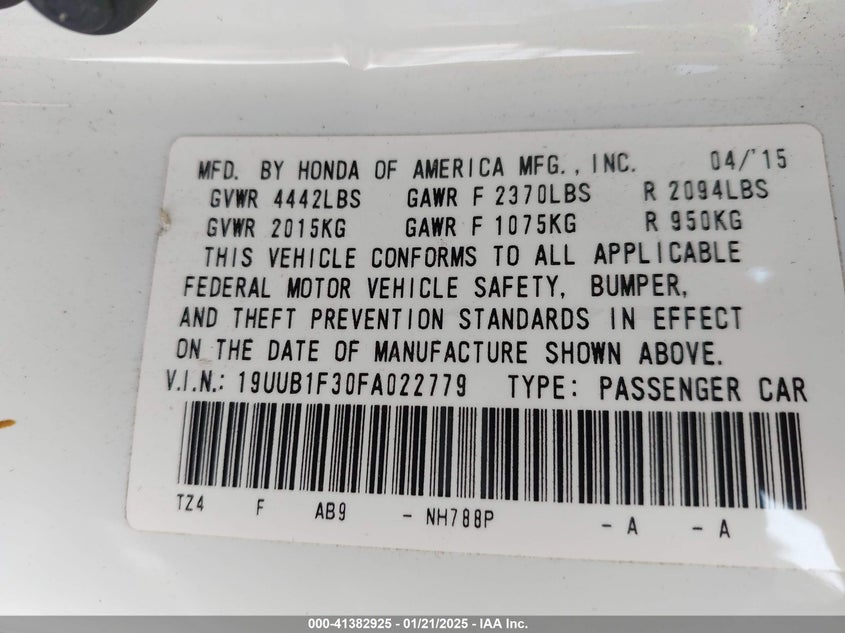 MFD. BY HONDA OF AMERICA MFG., INC. 04/'15
GVWR 4442LBS GAWR F 2370LBS R 2094LBS
GVWR 2015KG GAWR F 1075KG R 950KG
THIS VEHICLE CONFORMS TO ALL APPLICABLE
FEDERAL MOTOR VEHICLE SAFETY, BUMPER,
AND THEFT PREVENTION STANDARDS IN EFFECT
ON THE DATE OF MANUFACTURE SHOWN ABOVE.
V.I.N.: 19UUB1F30FA022779 TYPE: PASSENGER CAR
TZ4 F AB9 - NH788P - A - A
000-41382925 - 01/21/2025 - IAA Inc.